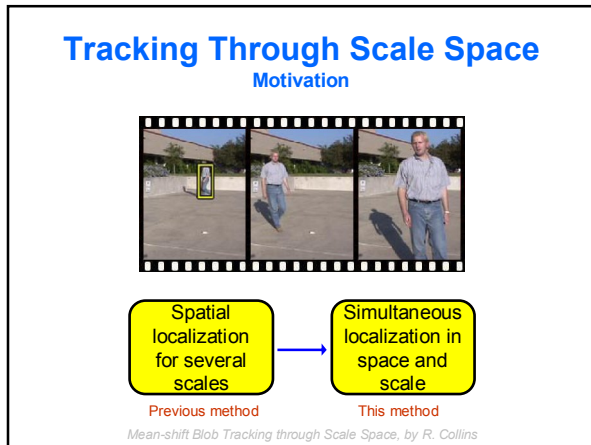 Tracking Through Scale Space
Motivation
Spatial
localization
for several
scales
Simultaneous
localization in
space and
scale
Previous method
This method
Mean-shift Blob Tracking through Scale Space, by R. Collins